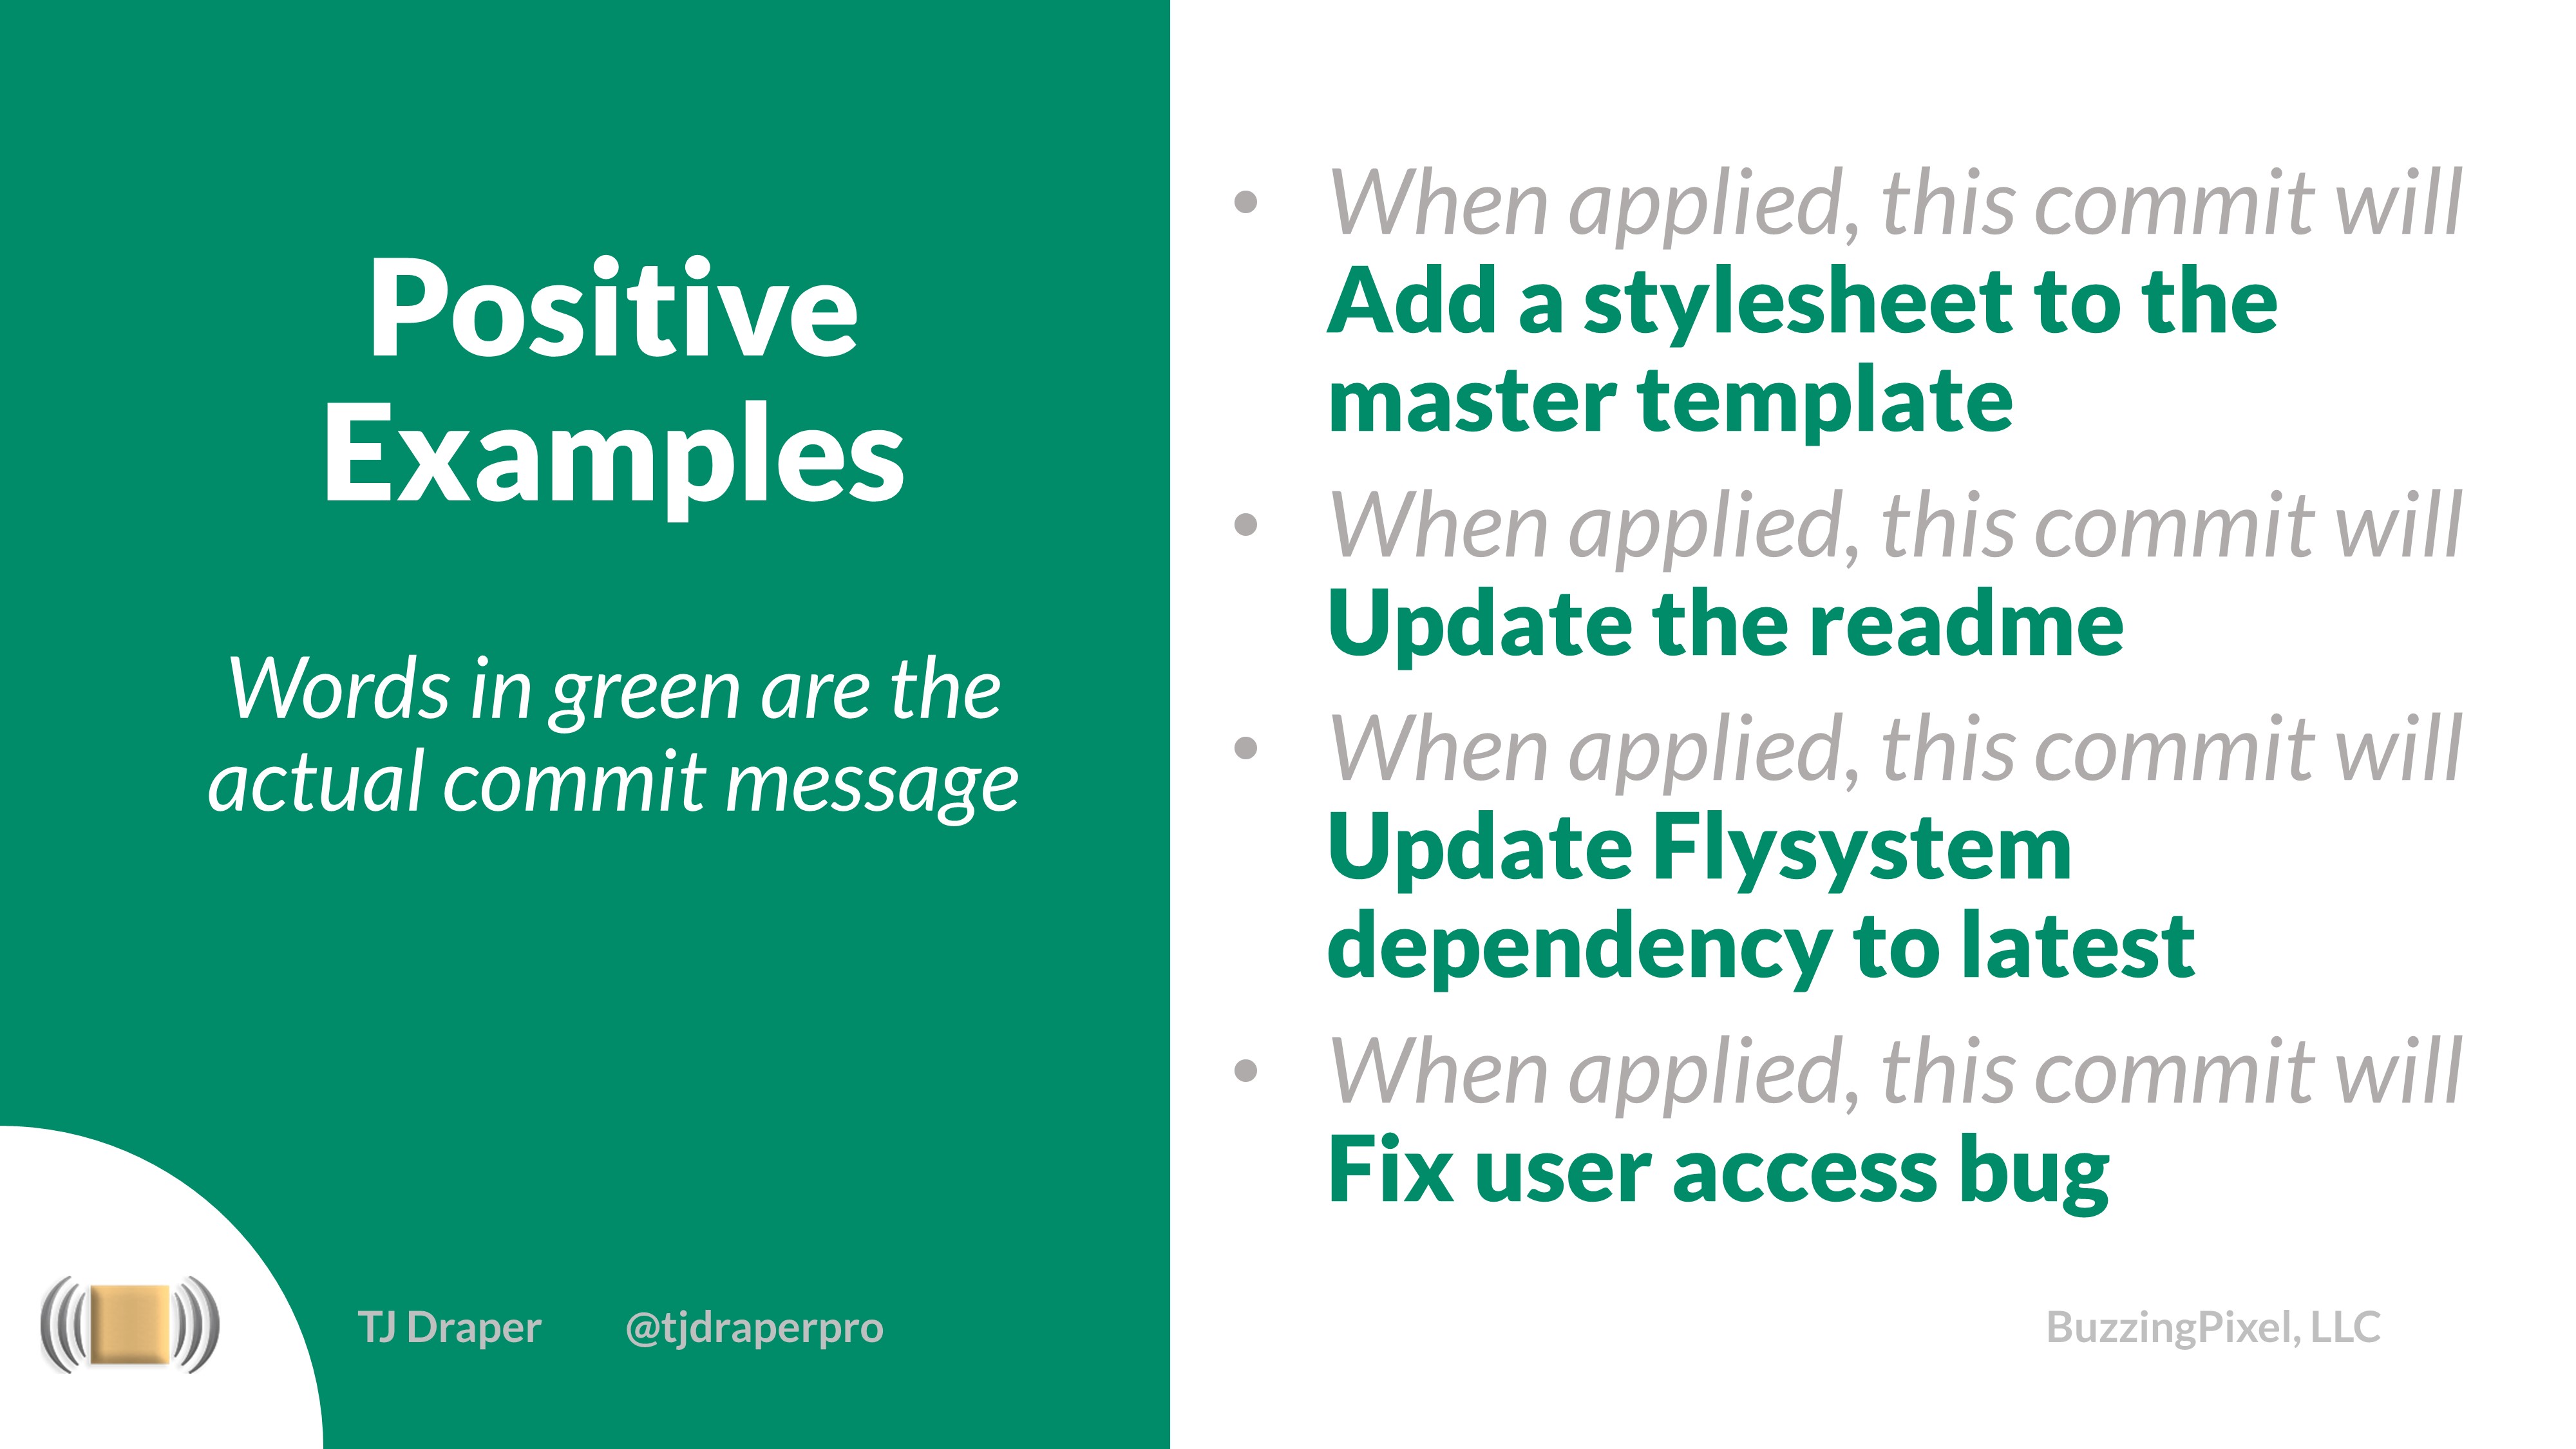 Positive
Examples
Words in green are the
actual commit message
• When applied, this commit will
Add a stylesheet to the
master template
• When applied, this commit will
Update the readme
• When applied, this commit will
Update Flysystem
dependency to latest
• When applied, this commit will
Fix user access bug
TJ Draper
@tjdraperpro
BuzzingPixel, LLC